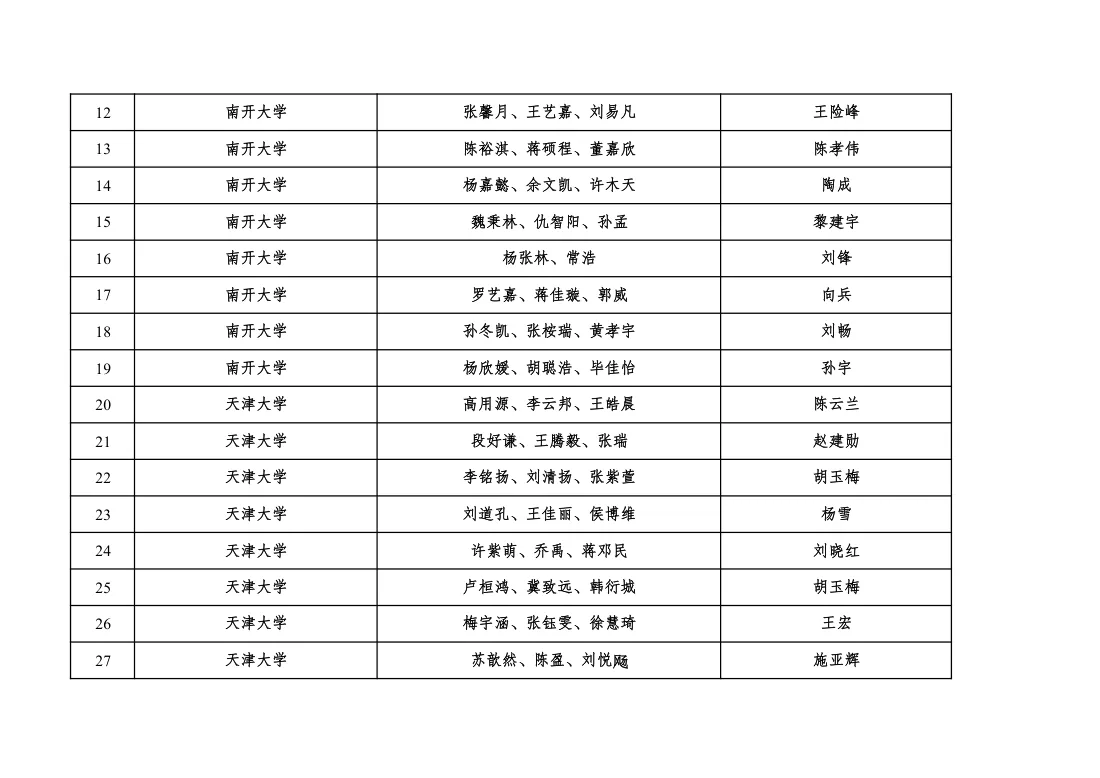 12 南开大学 张馨月、王艺嘉、刘易凡 王险峰
13 南开大学 陈裕淇、蒋硕程、董嘉欣 陈孝伟
14 南开大学 杨嘉懿、余文凯、许木天 陶成
15 南开大学 魏秉林、仇智阳、孙孟 黎建宇
16 南开大学 杨张林、常浩 刘锋
17 南开大学 罗艺嘉、蒋佳璇、郭威 向兵
18 南开大学 孙冬凯、张桉瑞、黄孝宇 刘畅
19 南开大学 杨欣媛、胡聪浩、毕佳怡 孙宇
20 天津大学 高用源、李云邦、王皓晨 陈云兰
21 天津大学 段好谦、王腾毅、张瑞 赵建勋
22 天津大学 李铭扬、刘清扬、张紫萱 胡玉梅
23 天津大学 刘道孔、王佳丽、侯博维 杨雪
24 天津大学 许紫萌、乔禹、蒋邓民 刘晓红
25 天津大学 卢桓鸿、冀致远、韩衍城 胡玉梅
26 天津大学 梅宇涵、张钰雯、徐慧琦 王宏
27 天津大学 苏歆然、陈盈、刘悦飏 施亚辉